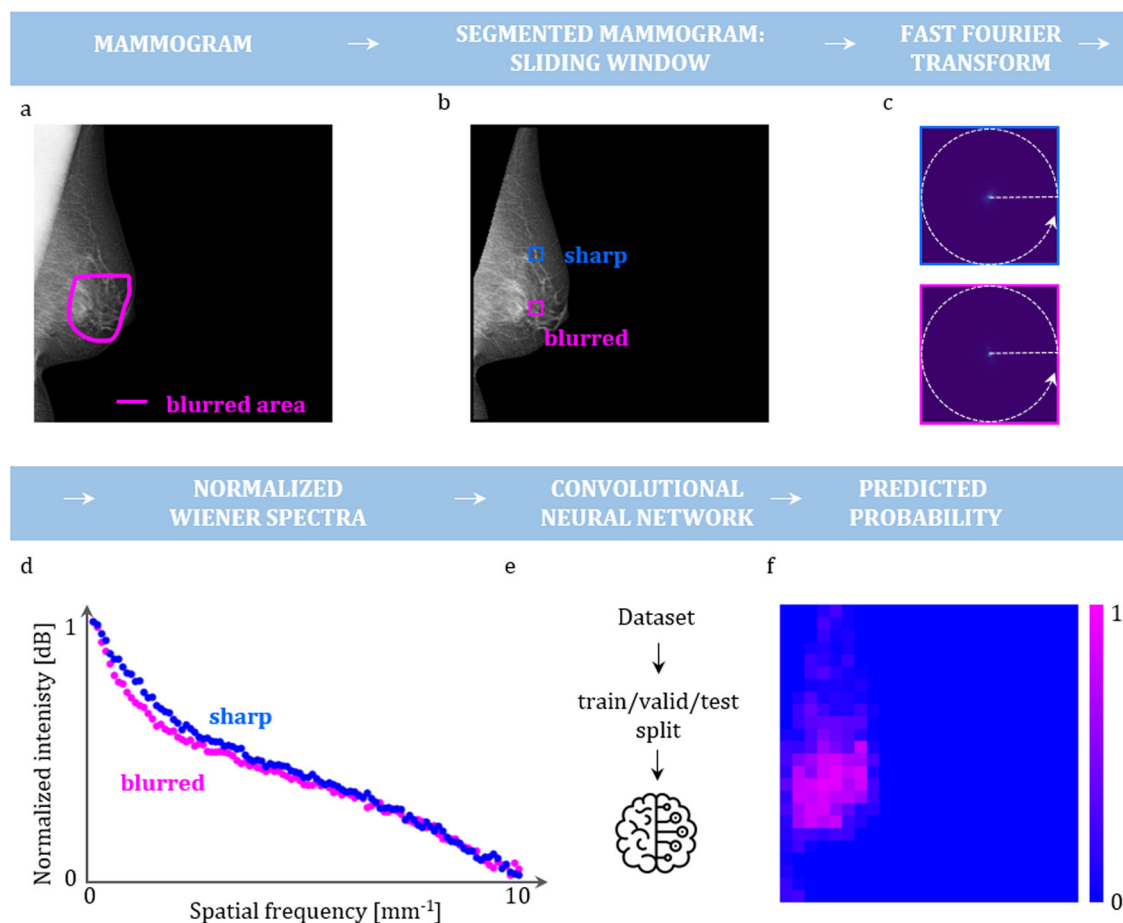 MAMMOGRAM → SEGMENTED MAMMOGRAM: → FAST FOURIER →
SLIDING WINDOW TRANSFORM
a
b
c
sharp
blurred
blurred area
→ NORMALIZED → CONVOLUTIONAL → PREDICTED
WIENER SPECTRA NEURAL NETWORK PROBABILITY
d
e
f
Normalized intenisty [dB]
1
0
sharp
blurred
0
10
Spatial frequency [mm⁻¹]
Dataset
train/valid/test
split
1
0